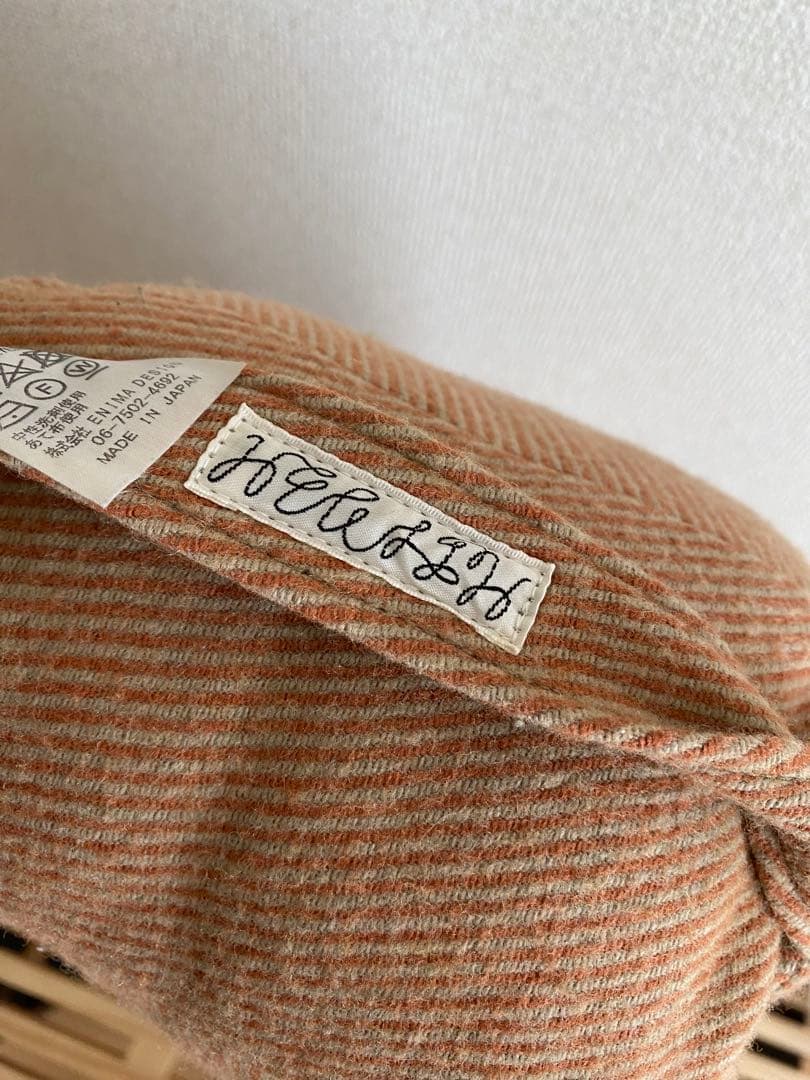 F W
中性洗剤使用
あて布使用
株式会社 ENIMA DESIGN
06-7502-4692
MADE IN JAPAN